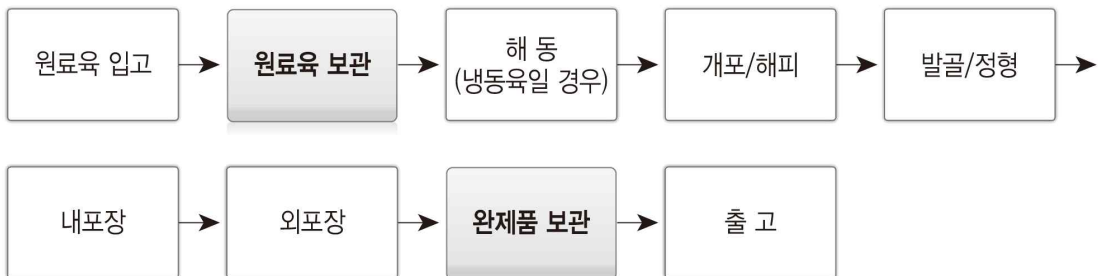 원료육 입고
원료육 보관
해 동
(냉동육일 경우)
개포/해피
발골/정형
내포장
외포장
완제품 보관
출 고